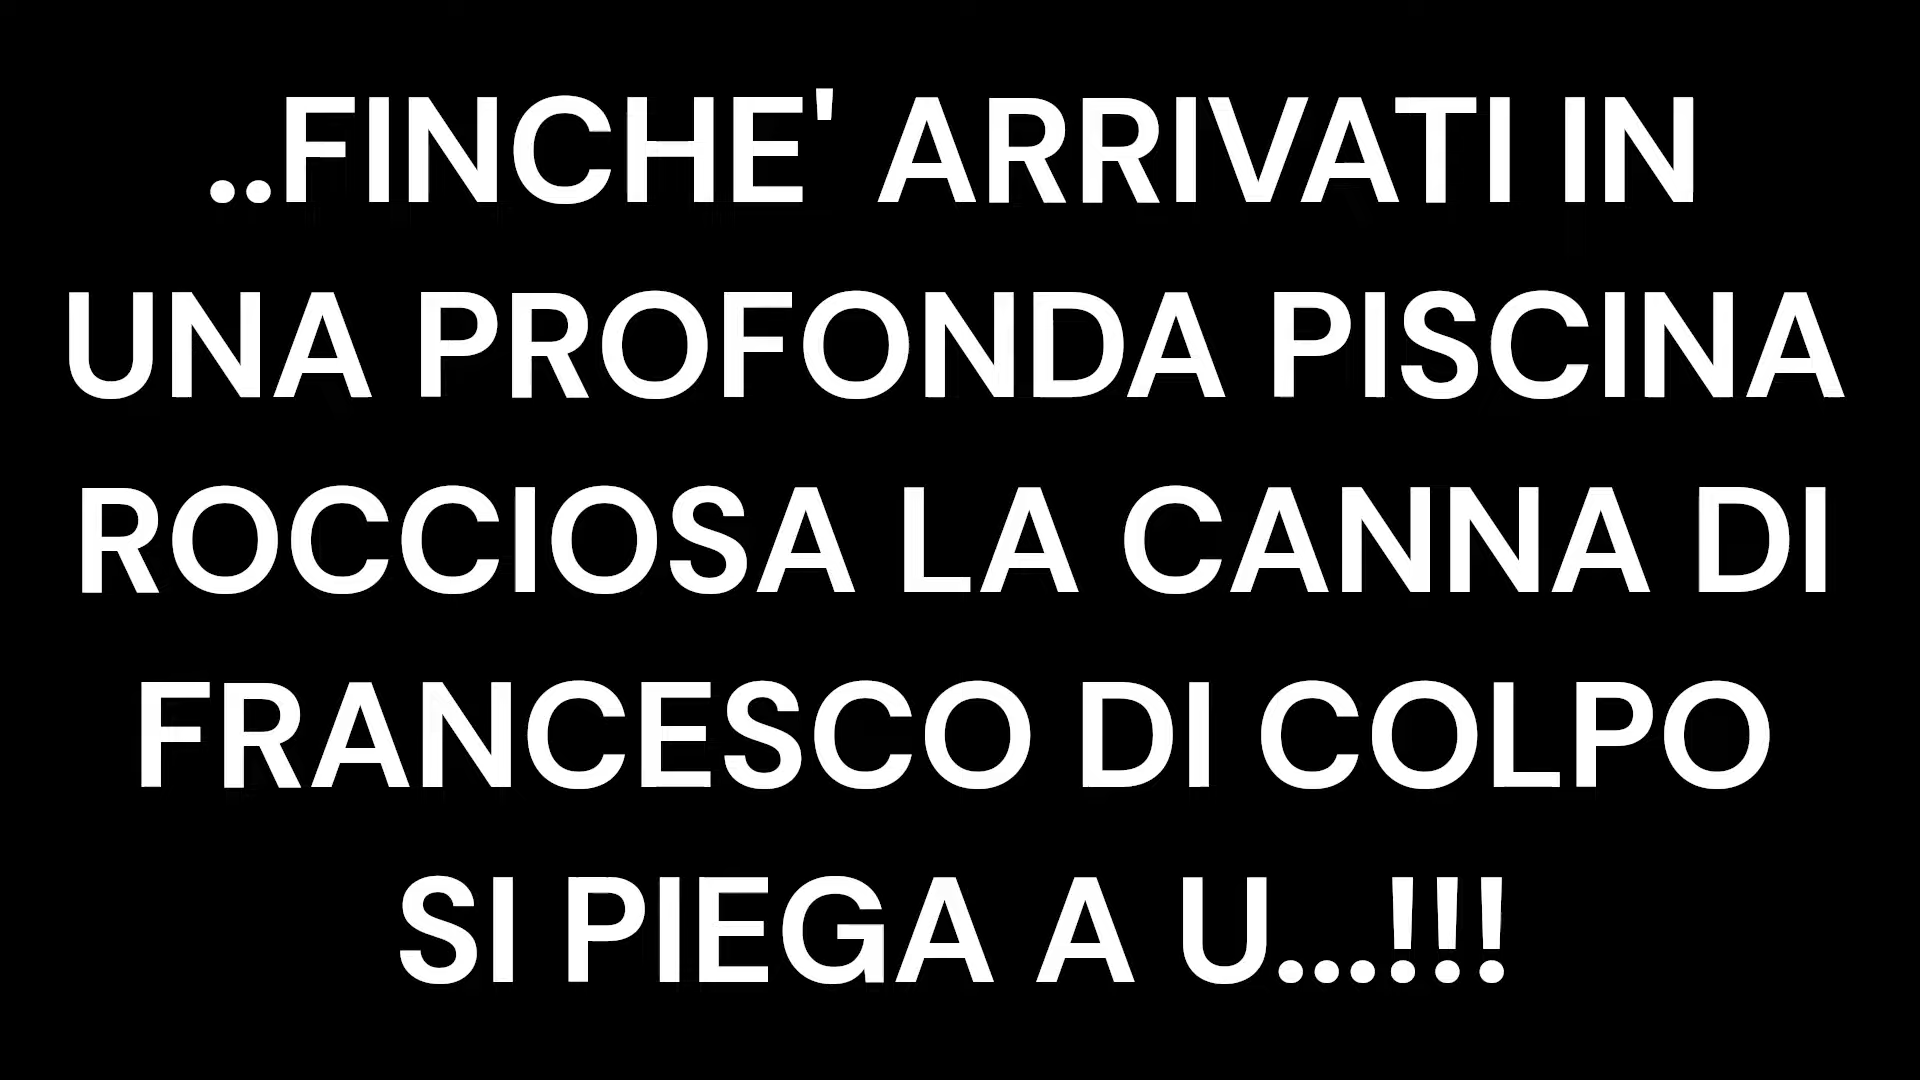 ..FINCHE' ARRIVATI IN
UNA PROFONDA PISCINA
ROCCIOSA LA CANNA DI
FRANCESCO DI COLPO
SI PIEGA A U...!!!